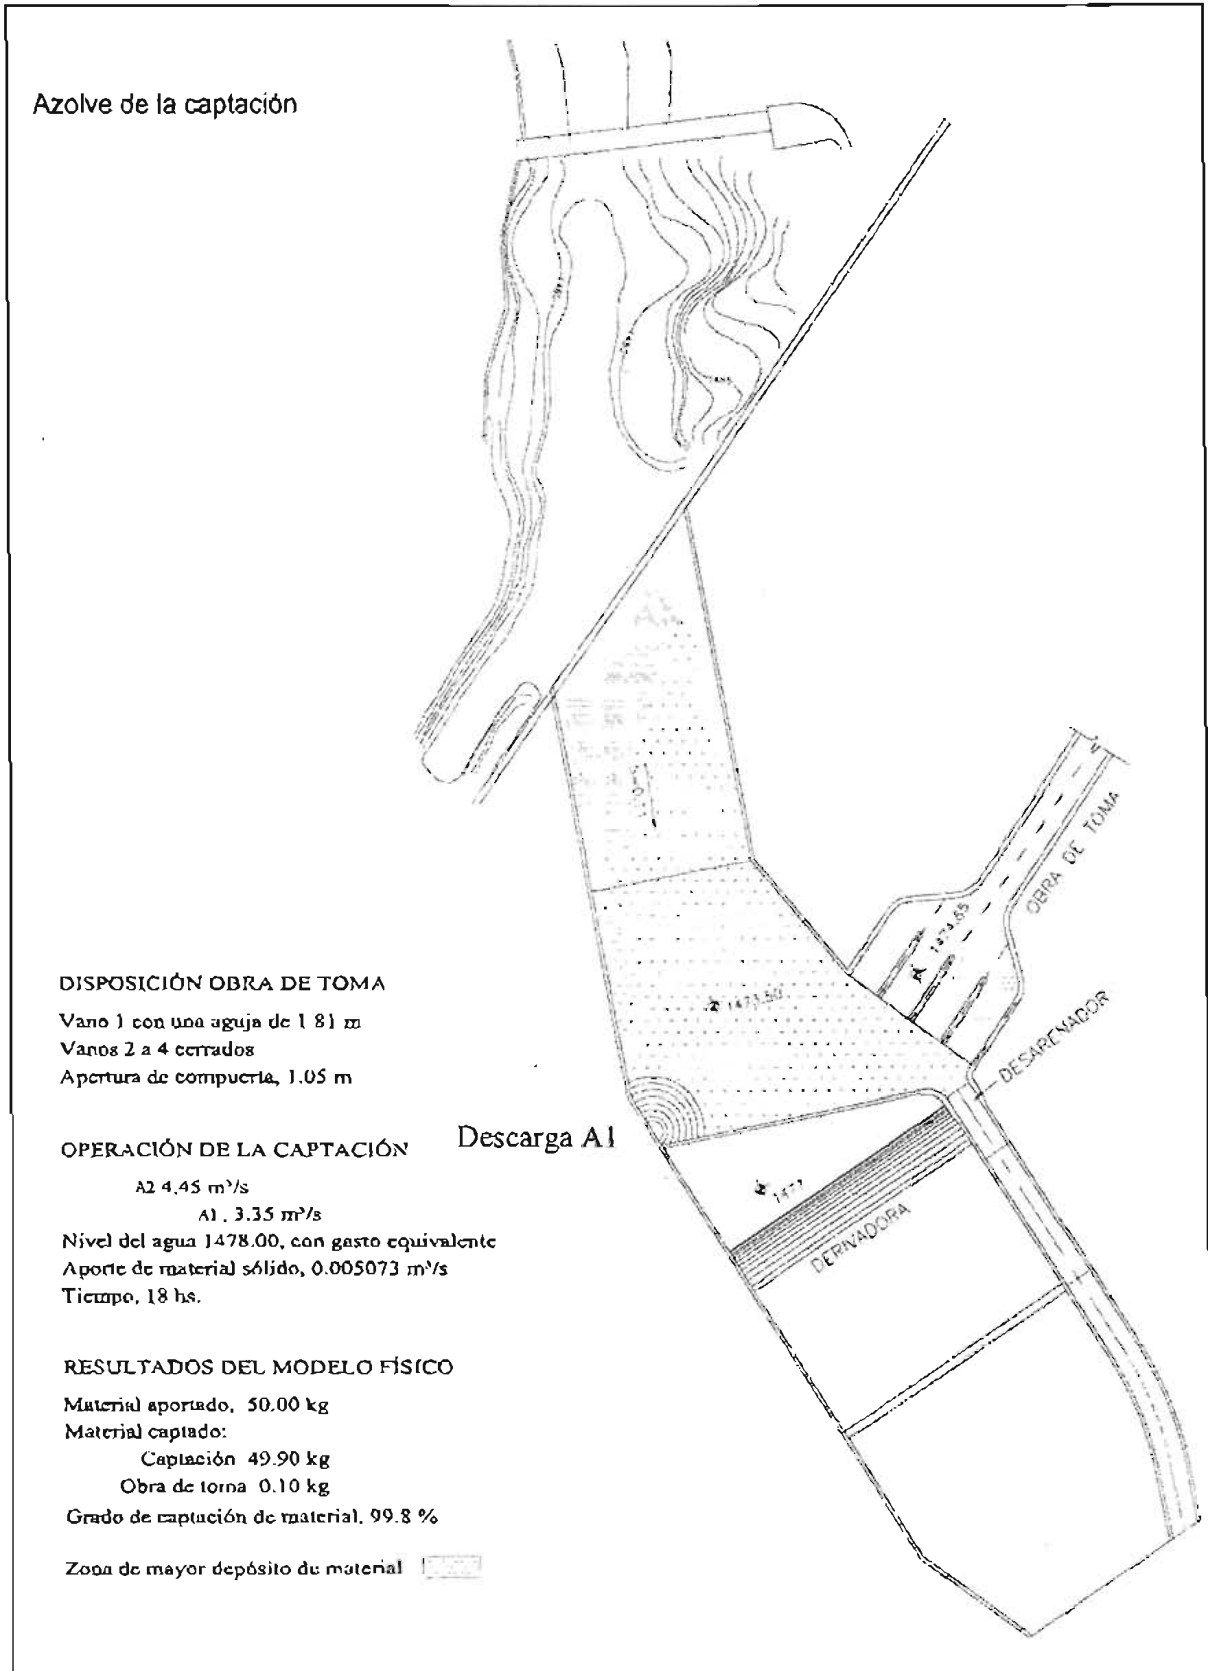 Azolve de la captación
OBRA DE TOMA
1474.65
1473.50
DESARENADOR
DISPOSICIÓN OBRA DE TOMA
Vano 1 con una aguja de 1 81 m
Vanos 2 a 4 cerrados
Apertura de compuerta, 1.05 m
OPERACIÓN DE LA CAPTACIÓN
Descarga A1
A2 4,45 m³/s
A1 , 3.35 m³/s
Nivel del agua 1478.00, con gasto equivalente
Aporte de material sólido, 0.005073 m³/s
Tiempo, 18 hs.
1477
DERIVADORA
RESULTADOS DEL MODELO FÍSICO
Material aportado, 50.00 kg
Material captado:
Captación 49.90 kg
Obra de toma 0.10 kg
Grado de captación de material, 99.8 %
Zona de mayor depósito de material